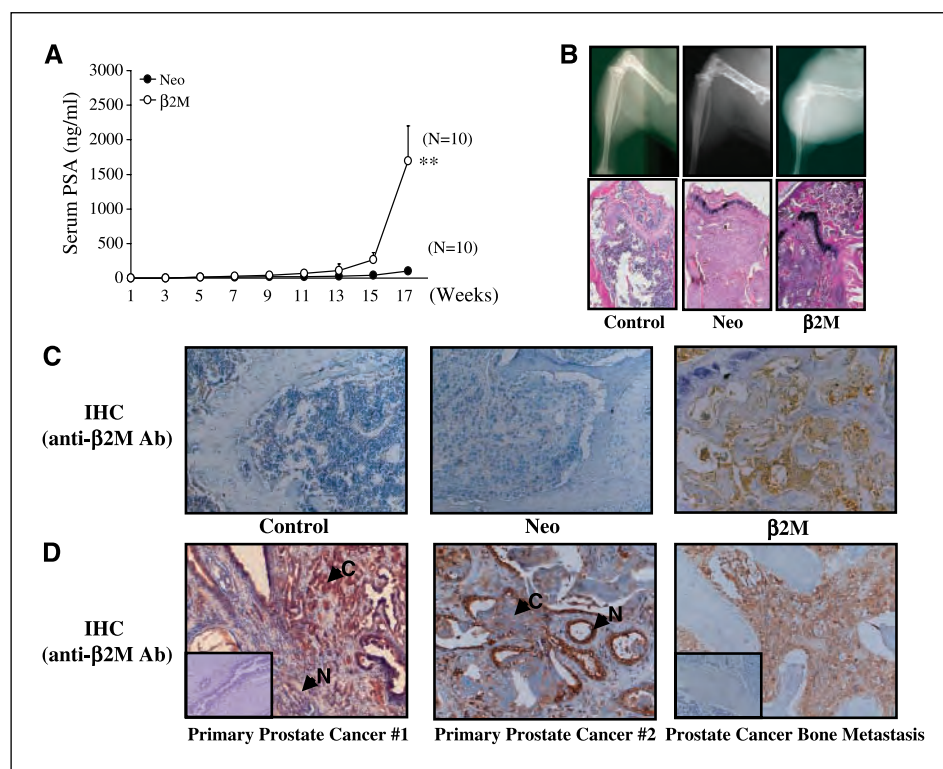 A
3000
2500
2000
1500
1000
500
0
Serum PSA (ng/ml)
Neo
β2M
(N=10)
**
(N=10)
1 3 5 7 9 11 13 15 17 (Weeks)
B
Control Neo β2M
C
IHC
(anti-β2M Ab)
Control Neo β2M
D
IHC
(anti-β2M Ab)
C
N
C
N
Primary Prostate Cancer #1 Primary Prostate Cancer #2 Prostate Cancer Bone Metastasis